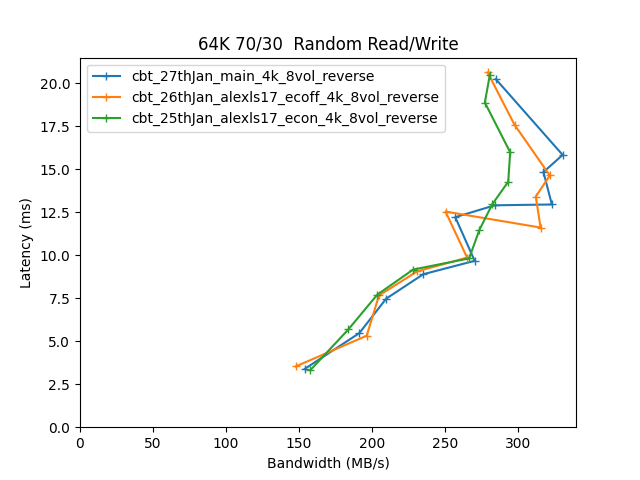 64K 70/30  Random Read/Write
cbt_27thJan_main_4k_8vol_reverse
cbt_26thJan_alexls17_ecoff_4k_8vol_reverse
cbt_25thJan_alexls17_econ_4k_8vol_reverse
Latency (ms)
20.0
17.5
15.0
12.5
10.0
7.5
5.0
2.5
0.0
0 50 100 150 200 250 300
Bandwidth (MB/s)